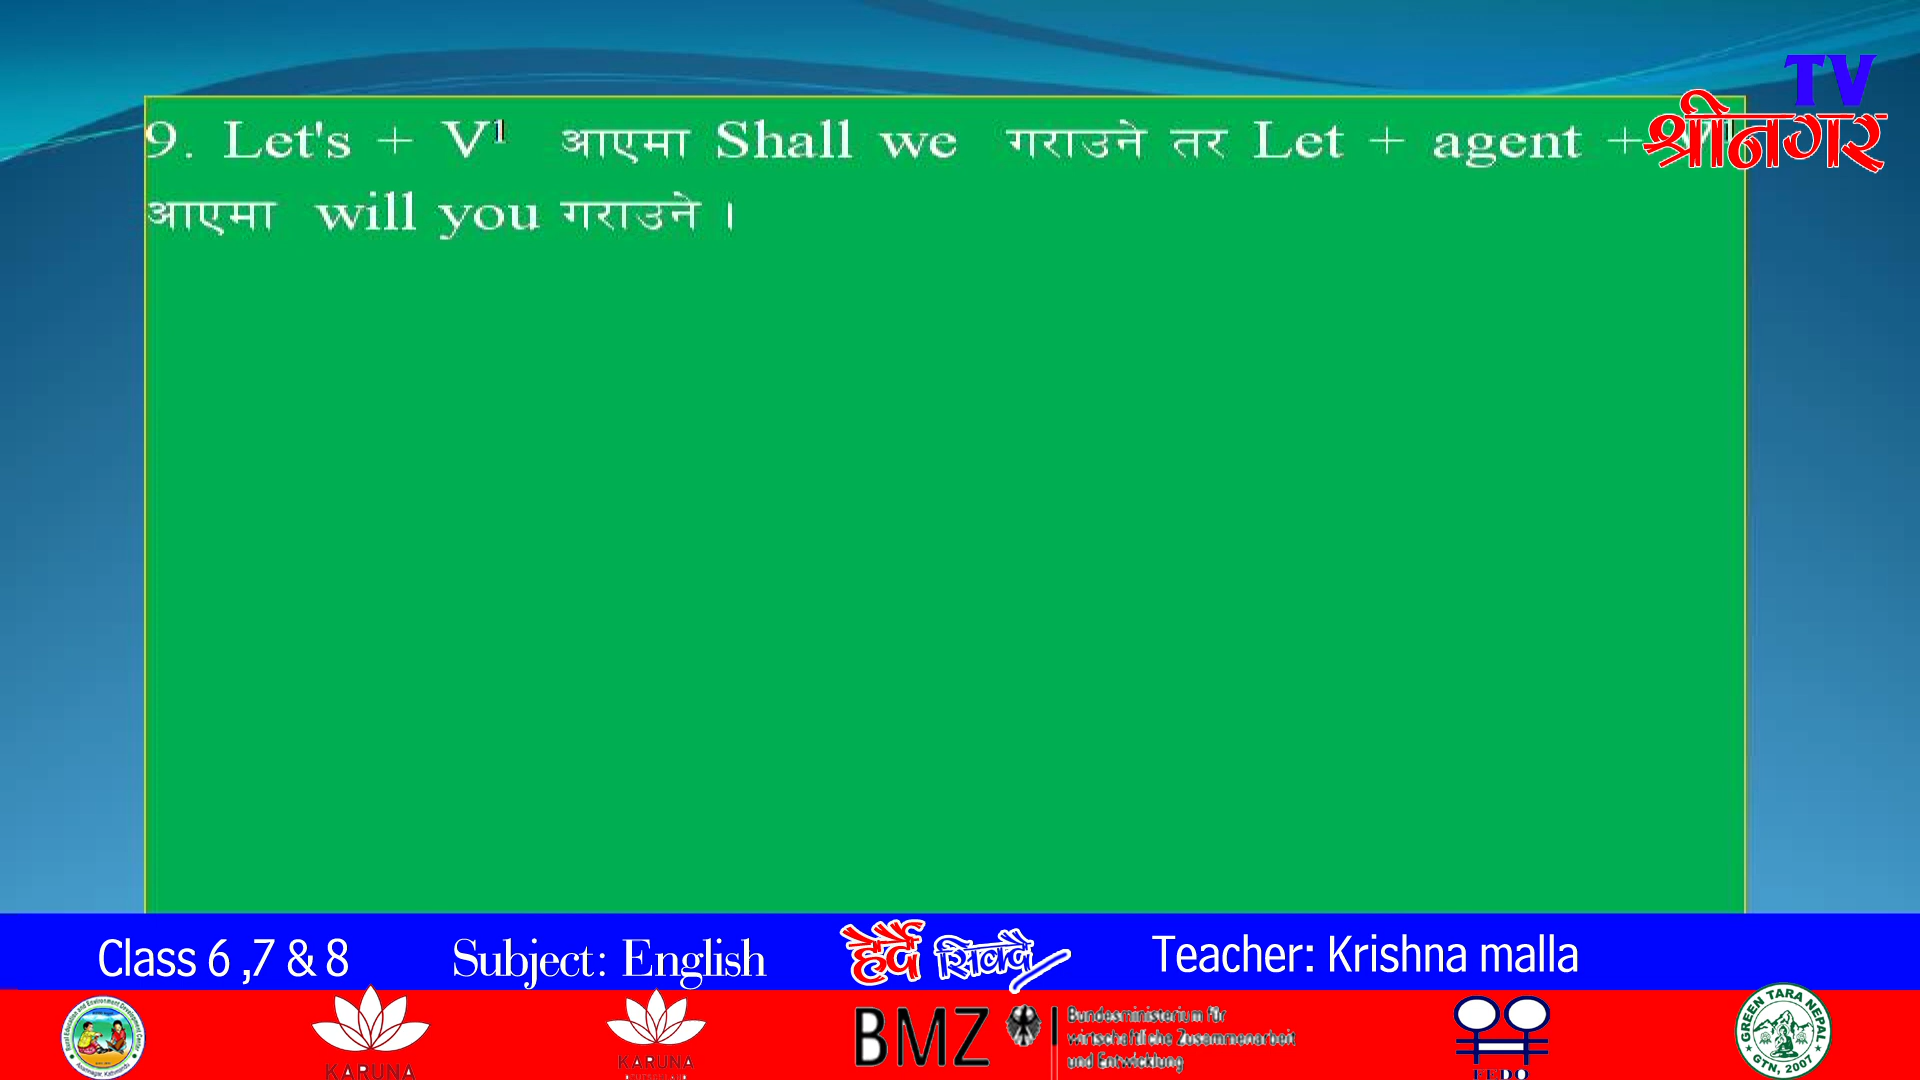 TV
श्रीनगर
9. Let's + V¹ आएमा Shall we गराउने तर Let + agent +
आएमा will you गराउने ।
Class 6 ,7 & 8
Subject: English
हेर्दै सिक्दै
Teacher: Krishna malla
KARUNA
KARUNA
BMZ
Bundesministerium für
wirtschaftliche Zusammenarbeit
und Entwicklung
FEDO
GREEN TARA NEPAL
GTN, 2007